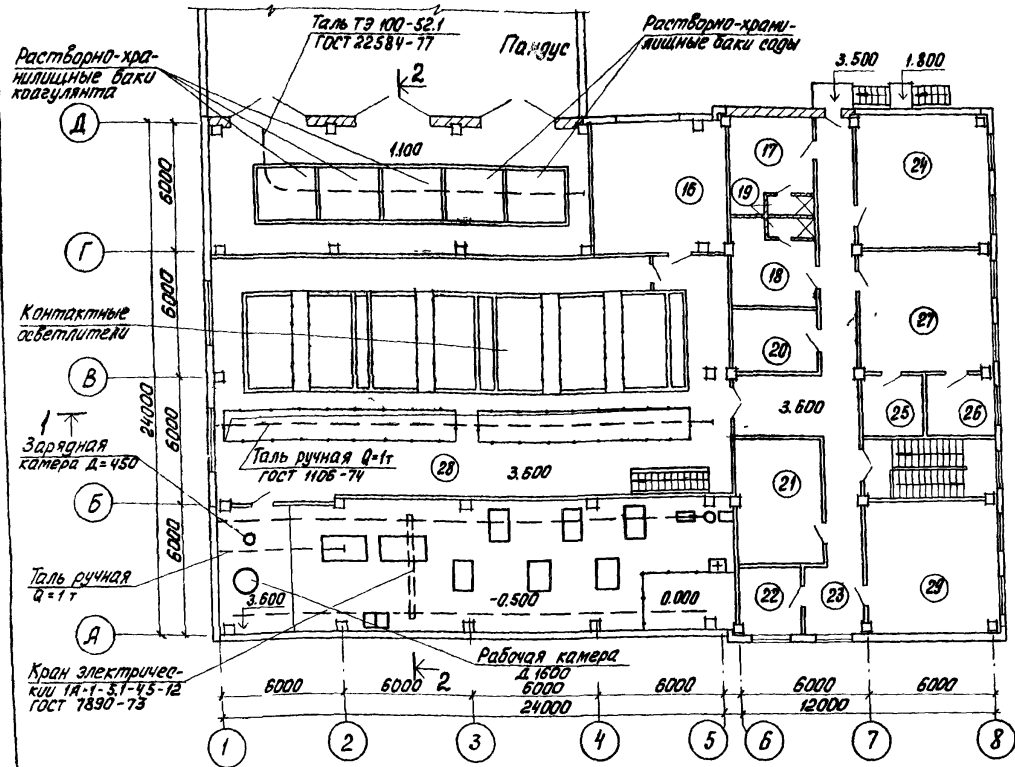 Таль ТЭ 100-52.1
ГОСТ 22584-77
Пандус
Растворно-храни-
лищные баки соды
Растворно-хра-
нилищные баки
коагулянта
2
3.500
1.800
Д
1.100
17
24
16
19
6000
Г
18
6000
Контактные
осветлители
20
27
В
3.600
25
26
24000
1
Зарядная
камера Д=450
6000
Таль ручная Q=1т
ГОСТ 1106-74
28
3.600
21
Б
6000
Таль ручная
Q=1т
3.600
-0.500
0.000
22
23
29
А
Кран электричес-
кий 1А-1-5.1-4.5-12
ГОСТ 7890-73
2
Рабочая камера
Д 1600
6000
6000
6000
6000
6000
6000
24000
12000
1
2
3
4
5
6
7
8